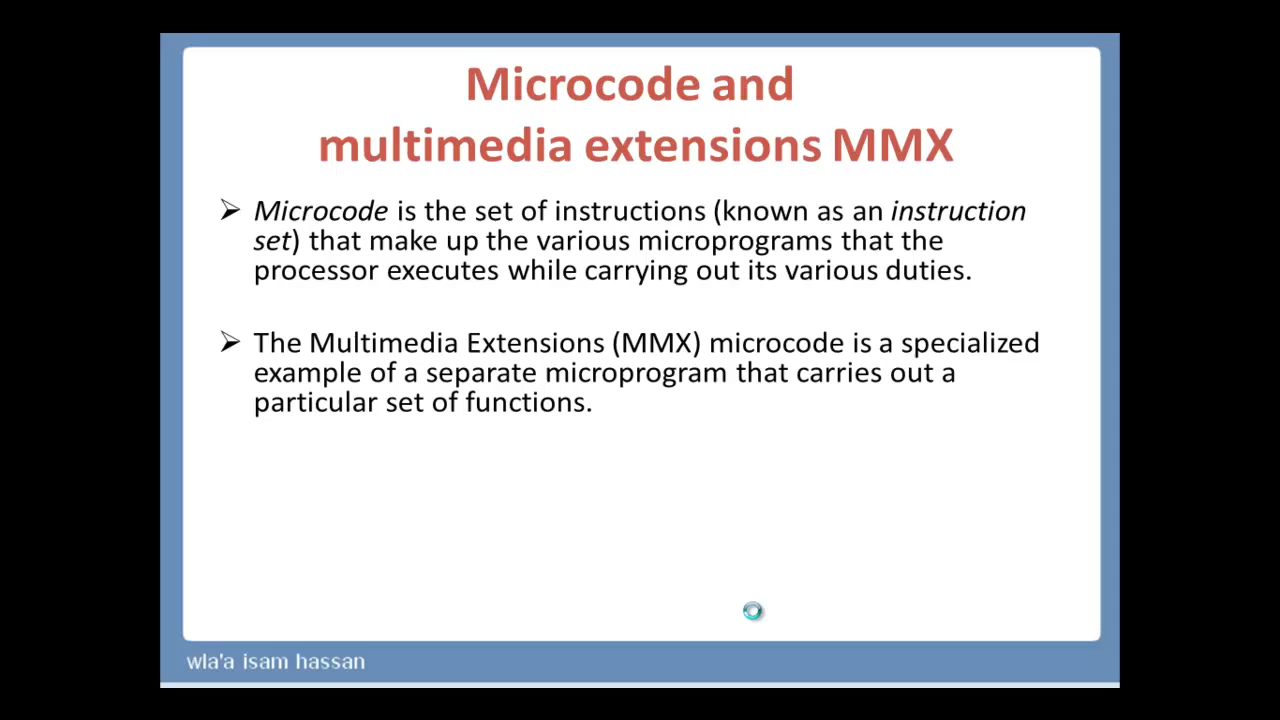 Microcode and
multimedia extensions MMX
Microcode is the set of instructions (known as an instruction
set) that make up the various microprograms that the
processor executes while carrying out its various duties.
The Multimedia Extensions (MMX) microcode is a specialized
example of a separate microprogram that carries out a
particular set of functions.
wla'a isam hassan